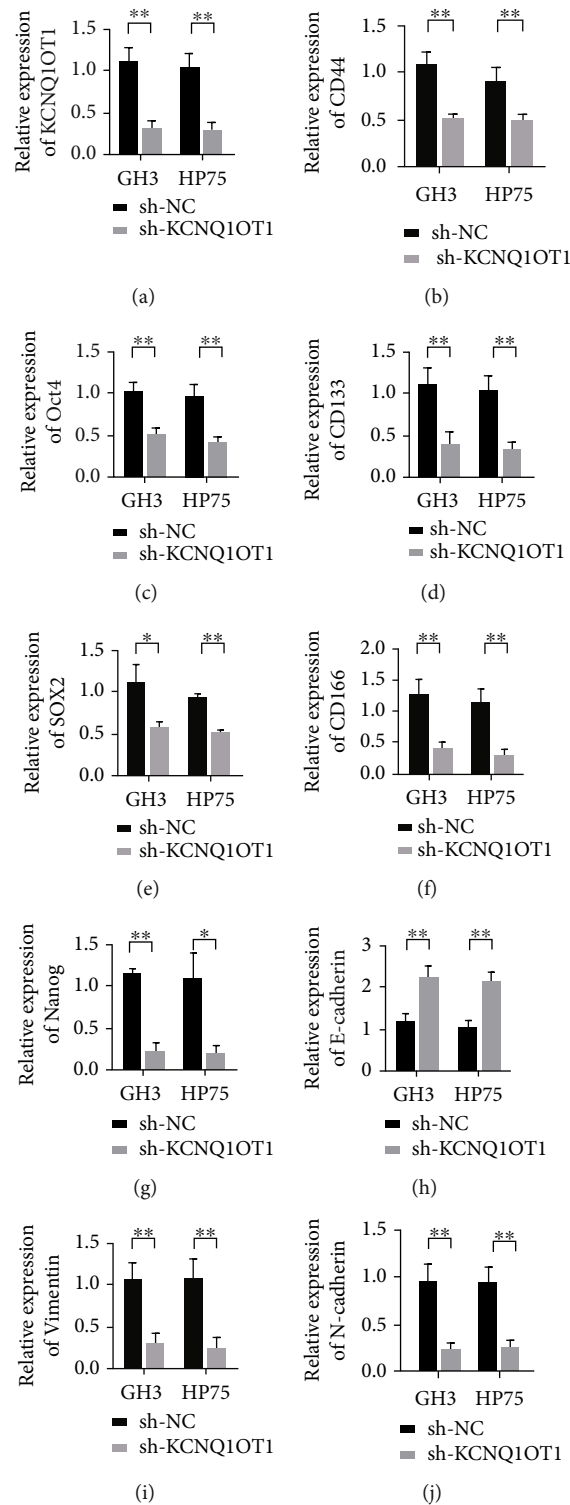 Relative expression
of KCNQ1OT1
1.5
1.0
0.5
0.0
**
**
GH3 HP75
sh-NC
sh-KCNQ1OT1
(a)
Relative expression
of CD44
1.5
1.0
0.5
0.0
**
**
GH3 HP75
sh-NC
sh-KCNQ1OT1
(b)
Relative expression
of Oct4
1.5
1.0
0.5
0.0
**
**
GH3 HP75
sh-NC
sh-KCNQ1OT1
(c)
Relative expression
of CD133
1.5
1.0
0.5
0.0
**
**
GH3 HP75
sh-NC
sh-KCNQ1OT1
(d)
Relative expression
of SOX2
1.5
1.0
0.5
0.0
*
**
GH3 HP75
sh-NC
sh-KCNQ1OT1
(e)
Relative expression
of CD166
2.0
1.5
1.0
0.5
0.0
**
**
GH3 HP75
sh-NC
sh-KCNQ1OT1
(f)
Relative expression
of Nanog
1.5
1.0
0.5
0.0
**
*
GH3 HP75
sh-NC
sh-KCNQ1OT1
(g)
Relative expression
of E-cadherin
3
2
1
0
**
**
GH3 HP75
sh-NC
sh-KCNQ1OT1
(h)
Relative expression
of Vimentin
1.5
1.0
0.5
0.0
**
**
GH3 HP75
sh-NC
sh-KCNQ1OT1
(i)
Relative expression
of N-cadherin
1.5
1.0
0.5
0.0
**
**
GH3 HP75
sh-NC
sh-KCNQ1OT1
(j)